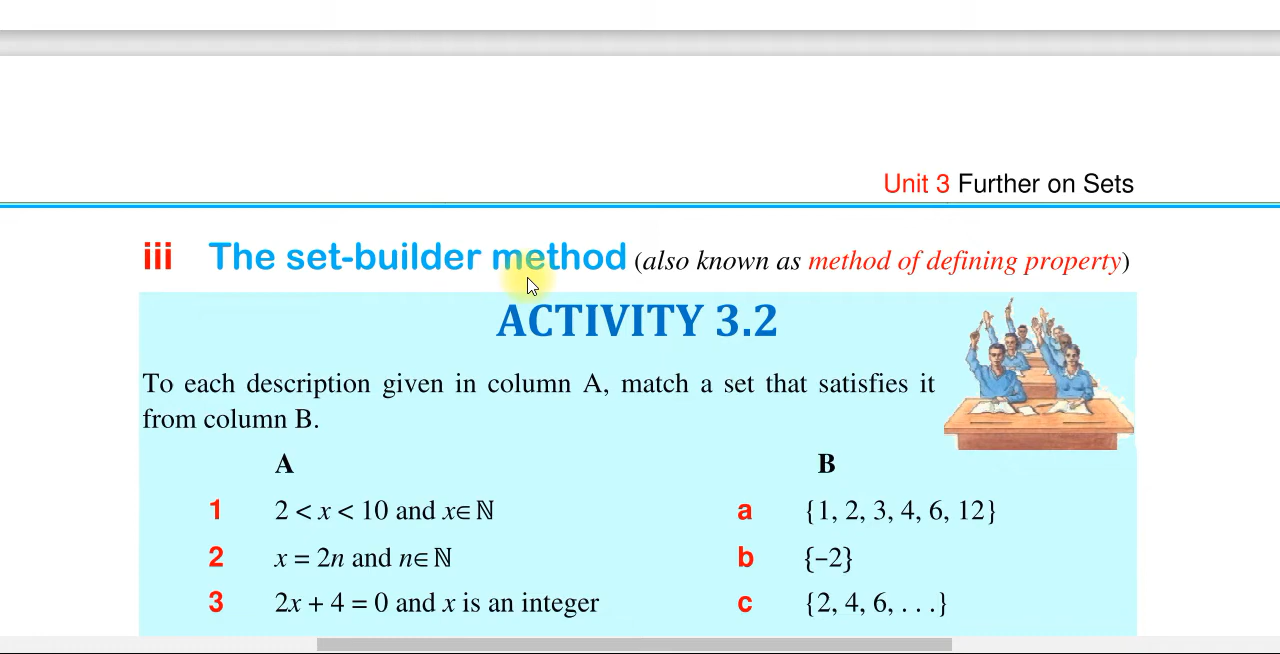 Unit 3 Further on Sets
iii The set-builder method (also known as method of defining property)
ACTIVITY 3.2
To each description given in column A, match a set that satisfies it
from column B.
A B
1 2 < x < 10 and x∈ ℕ a {1, 2, 3, 4, 6, 12}
2 x = 2n and n∈ ℕ b {–2}
3 2x + 4 = 0 and x is an integer c {2, 4, 6, . . .}